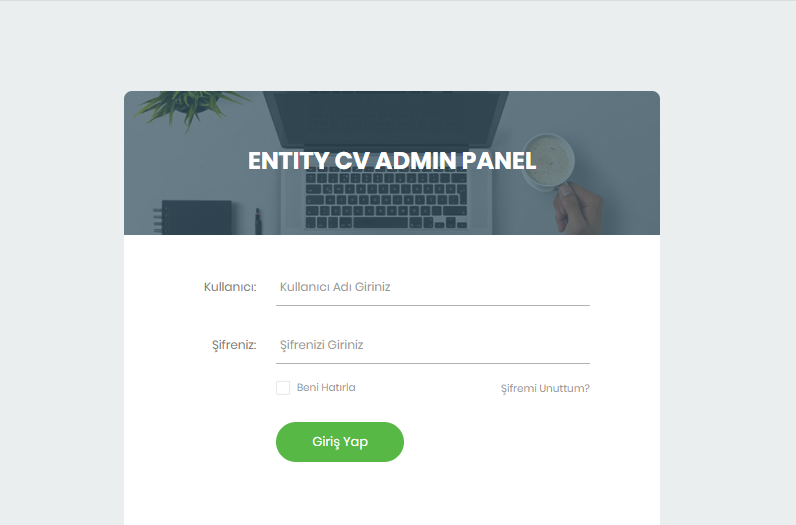 ENTITY CV ADMIN PANEL
Kullanıcı: Kullanıcı Adı Giriniz
Şifreniz: Şifrenizi Giriniz
Beni Hatırla Şifremi Unuttum?
Giriş Yap